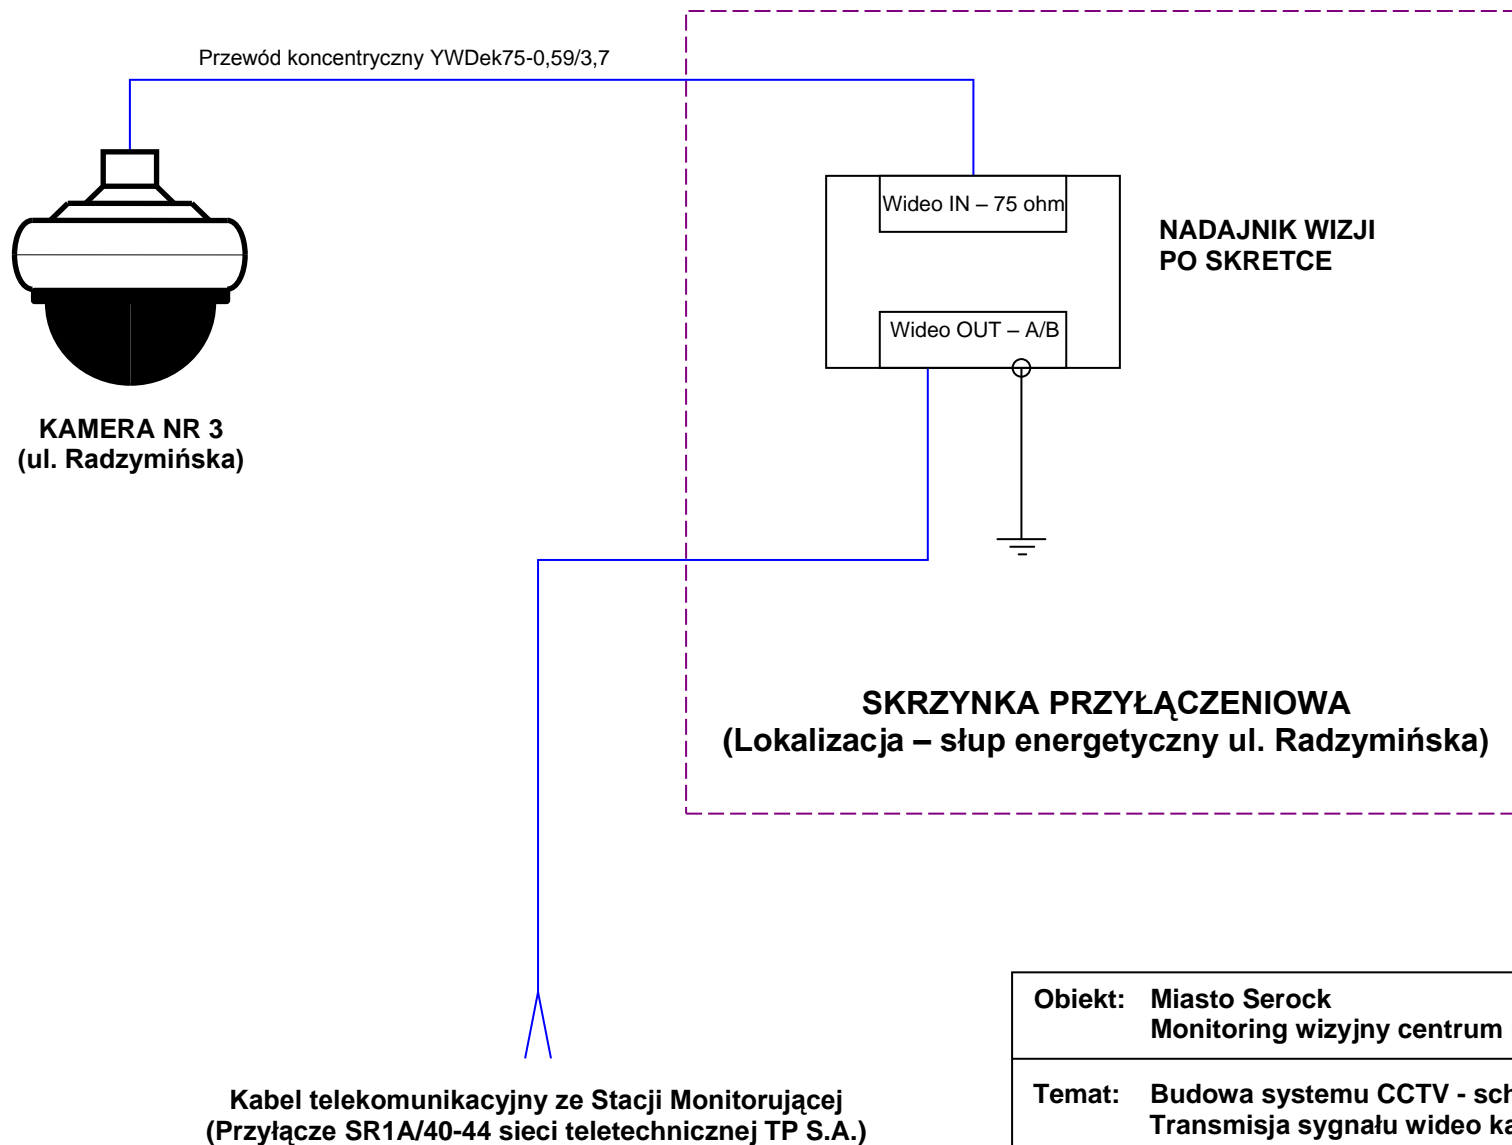 Przewód koncentryczny YWDek75-0,59/3,7
Wideo IN – 75 ohm
NADAJNIK WIZJI
PO SKRETCE
Wideo OUT – A/B
KAMERA NR 3
(ul. Radzymińska)
SKRZYNKA PRZYŁĄCZENIOWA
(Lokalizacja – słup energetyczny ul. Radzymińska)
Obiekt: Miasto Serock
Monitoring wizyjny centrum
Temat: Budowa systemu CCTV - sch
Transmisja sygnału wideo ka
Kabel telekomunikacyjny ze Stacji Monitorującej
(Przyłącze SR1A/40-44 sieci teletechnicznej TP S.A.)